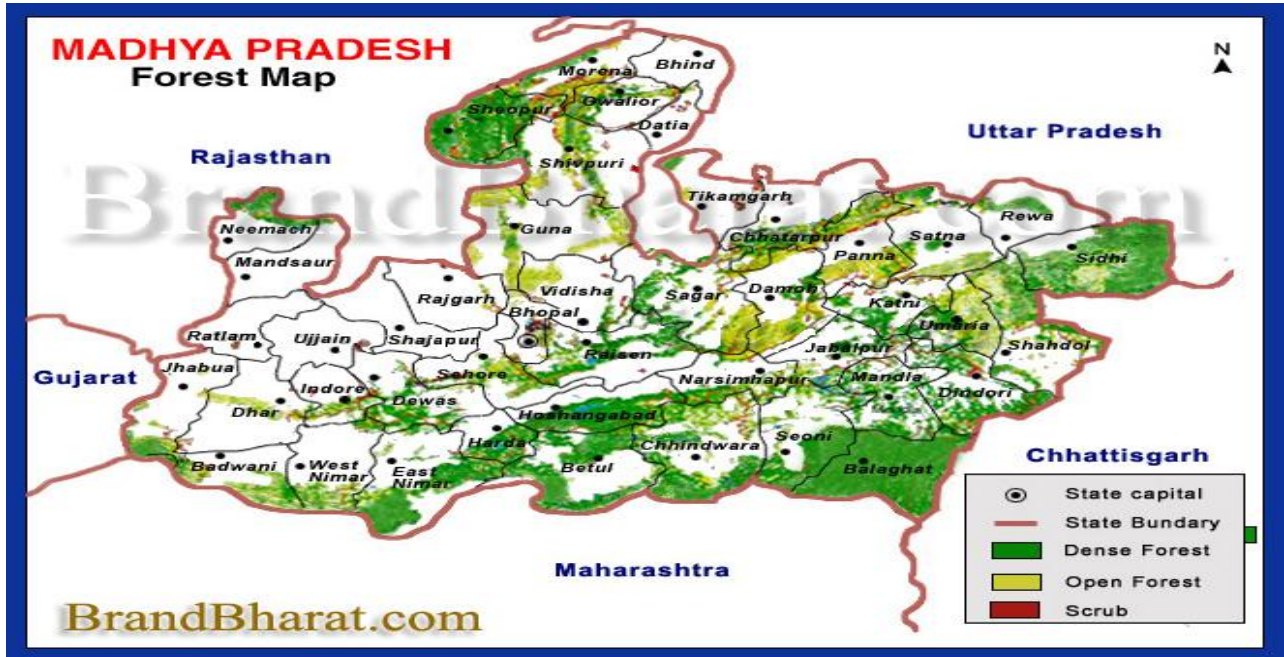 MADHYA PRADESH
Forest Map
N
Bhind
Morena
Gwalior
Sheopur
Datia
Uttar Pradesh
Rajasthan
Shivpuri
BrandBharat.com
Tikamgarh
Rewa
Neemach
Guna
Chhatarpur
Satna
Panna
Sidhi
Mandsaur
Rajgarh
Vidisha
Sagar
Damoh
Katni
Bhopal
Umaria
Ratlam
Ujjain
Shajapur
Raisen
Jabalpur
Shahdol
Gujarat
Jhabua
Sehore
Narsimhapur
Mandla
Indore
Dewas
Dindori
Dhar
Hoshangabad
Harda
Chhindwara
Seoni
Badwani
West
Nimar
East
Nimar
Betul
Balaghat
Chhattisgarh
State capital
State Bundary
Dense Forest
Open Forest
Scrub
Maharashtra
BrandBharat.com